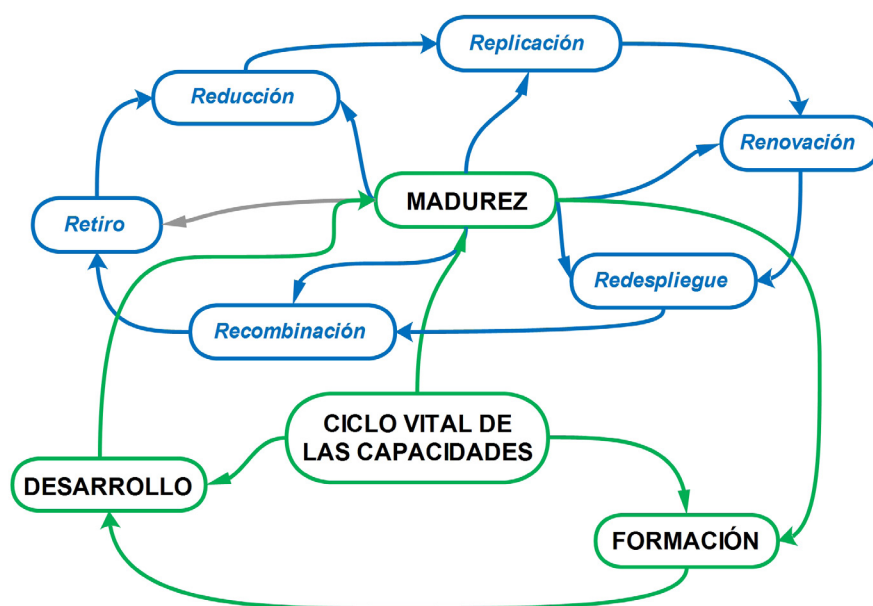 Replicación
Reducción
Renovación
MADUREZ
Retiro
Redespliegue
Recombinación
CICLO VITAL DE
LAS CAPACIDADES
DESARROLLO
FORMACIÓN